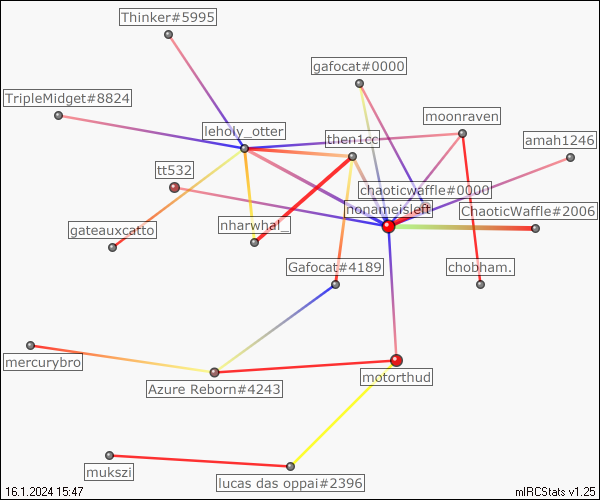 Thinker#5995
gafocat#0000
TripleMidget#8824
moonraven
leholy_otter
then1cc
amah1246
tt532
chaoticwaffle#0000
nonameisleft
ChaoticWaffle#2006
nharwhal_
gateauxcatto
Gafocat#4189
chobham.
mercurybro
motorthud
Azure Reborn#4243
mukszi
lucas das oppai#2396
16.1.2024 15:47
mIRCStats v1.25